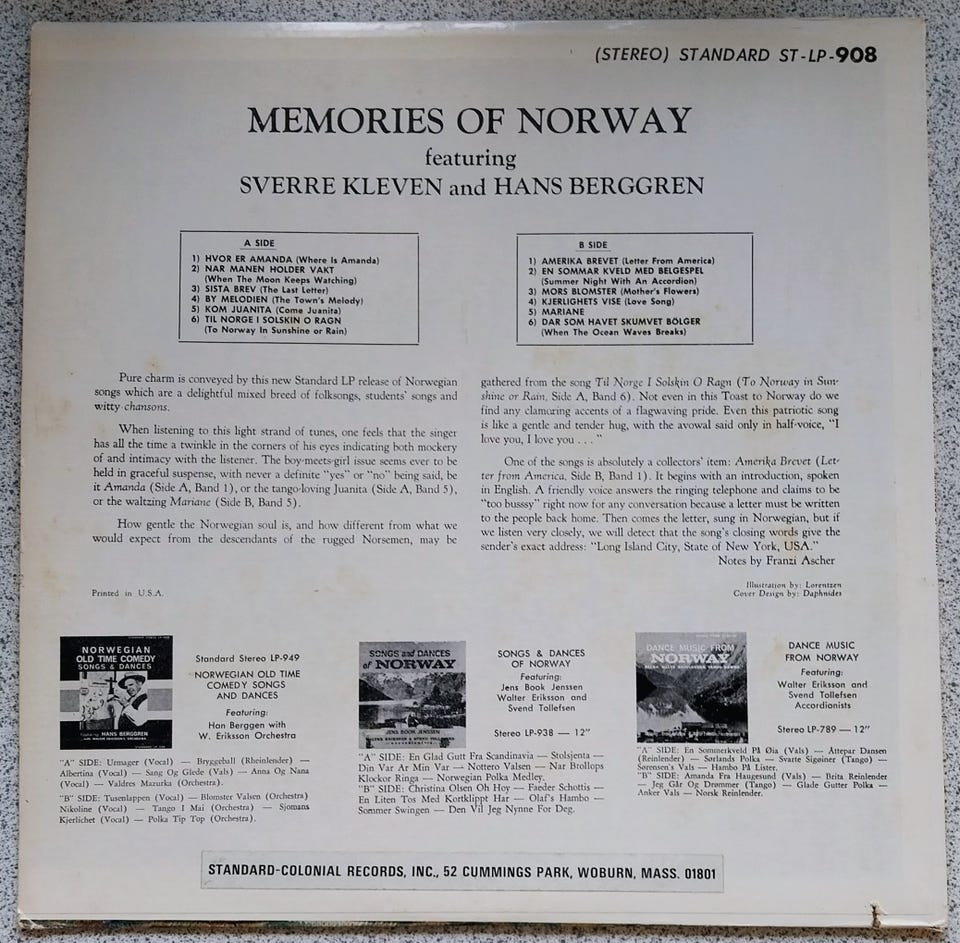 (STEREO) STANDARD ST-LP-908
MEMORIES OF NORWAY
featuring
SVERRE KLEVEN and HANS BERGGREN
A SIDE
1) HVOR ER AMANDA (Where Is Amanda)
2) NAR MANEN HOLDER VAKT
(When The Moon Keeps Watching)
3) SISTA BREV (The Last Letter)
4) BY MELODIEN (The Town's Melody)
5) KOM JUANITA (Come Juanita)
6) TIL NORGE I SOLSKIN O RAGN
(To Norway In Sunshine or Rain)
B SIDE
1) AMERIKA BREVET (Letter From America)
2) EN SOMMAR KVELD MED BELGESPEL
(Summer Night With An Accordion)
3) MORS BLOMSTER (Mother's Flowers)
4) KJERLIGHETS VISE (Love Song)
5) MARIANE
6) DAR SOM HAVET SKUMVET BÖLGER
(When The Ocean Waves Breaks)
Pure charm is conveyed by this new Standard LP release of Norwegian
songs which are a delightful mixed breed of folksongs, students' songs and
witty chansons.
When listening to this light strand of tunes, one feels that the singer
has all the time a twinkle in the corners of his eyes indicating both mockery
of and intimacy with the listener. The boy-meets-girl issue seems ever to be
held in graceful suspense, with never a definite "yes" or "no" being said, be
it Amanda (Side A, Band 1), or the tango-loving Juanita (Side A, Band 5),
or the waltzing Mariane (Side B, Band 5).
How gentle the Norwegian soul is, and how different from what we
would expect from the descendants of the rugged Norsemen, may be
gathered from the song Til Norge I Solskin O Ragn (To Norway in Sun-
shine or Rain, Side A, Band 6). Not even in this Toast to Norway do we
find any clamoring accents of a flagwaving pride. Even this patriotic song
is like a gentle and tender hug, with the avowal said only in half-voice, "I
love you, I love you . . . "
One of the songs is absolutely a collectors' item: Amerika Brevet (Let-
ter from America, Side B, Band 1). It begins with an introduction, spoken
in English. A friendly voice answers the ringing telephone and claims to be
"too busssy" right now for any conversation because a letter must be written
to the people back home. Then comes the letter, sung in Norwegian, but if
we listen very closely, we will detect that the song's closing words give the
sender's exact address: "Long Island City, State of New York, USA."
Notes by Franzi Ascher
Printed in U.S.A.
Illustration by: Lorentzen
Cover Design by: Daphnides
NORWEGIAN
OLD TIME COMEDY
SONGS & DANCES
HANS BERGGREN
Standard Stereo LP-949
NORWEGIAN OLD TIME
COMEDY SONGS
AND DANCES
Featuring:
Han Berggen with
W. Eriksson Orchestra
"A" SIDE: Urmager (Vocal) — Bryggeball (Rheinlender) —
Albertina (Vocal) — Sang Og Glede (Vals) — Anna Og Nana
(Vocal) — Valdres Mazurka (Orchestra).
"B" SIDE: Tusenlappen (Vocal) — Blomster Valsen (Orchestra)
Nikoline (Vocal) — Tango I Mai (Orchestra) — Sjomans
Kjerlichet (Vocal) — Polka Tip Top (Orchestra).
SONGS and DANCES
of NORWAY
JENS BOOK JENSSEN
SONGS & DANCES
OF NORWAY
Featuring:
Jens Book Jenssen
Walter Eriksson and
Svend Tollefsen
Stereo LP-938 — 12"
"A" SIDE: En Glad Gutt Fra Scandinavia — Stolsjenta —
Din Var Ar Min Var — Nottero Valsen — Nar Brollops
Klockor Ringa — Norwegian Polka Medley.
"B" SIDE: Christina Olsen Oh Hoy — Faeder Schottis —
En Liten Tos Med Kortklippt Har — Olaf's Hambo —
Sommer Swingen — Den Vil Jeg Nynne For Deg.
DANCE MUSIC FROM
NORWAY
DANCE MUSIC
FROM NORWAY
Featuring:
Walter Eriksson and
Svend Tollefsen
Accordionists
Stereo LP-789 — 12"
"A" SIDE: En Sommerkveld På Øia (Vals) — Åttepar Dansen
(Reinlender) — Sørlands Polka — Svarte Sigøiner (Tango) —
Sørensen's Vals — Hambo På Lister.
"B" SIDE: Amanda Fra Haugesund (Vals) — Brita Reinlender
— Jeg Går Og Drømmer (Tango) — Glade Gutter Polka —
Anker Vals — Norsk Reinlender.
STANDARD-COLONIAL RECORDS, INC., 52 CUMMINGS PARK, WOBURN, MASS. 01801